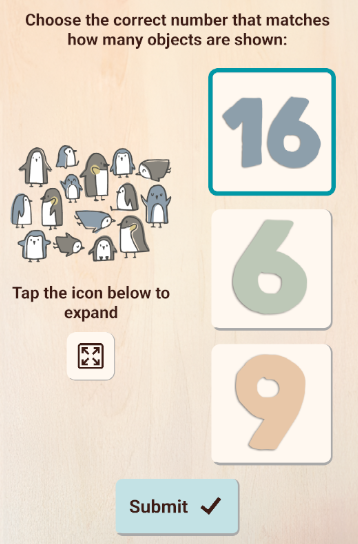 Choose the correct number that matches
how many objects are shown:
16
6
9
Tap the icon below to
expand
Submit